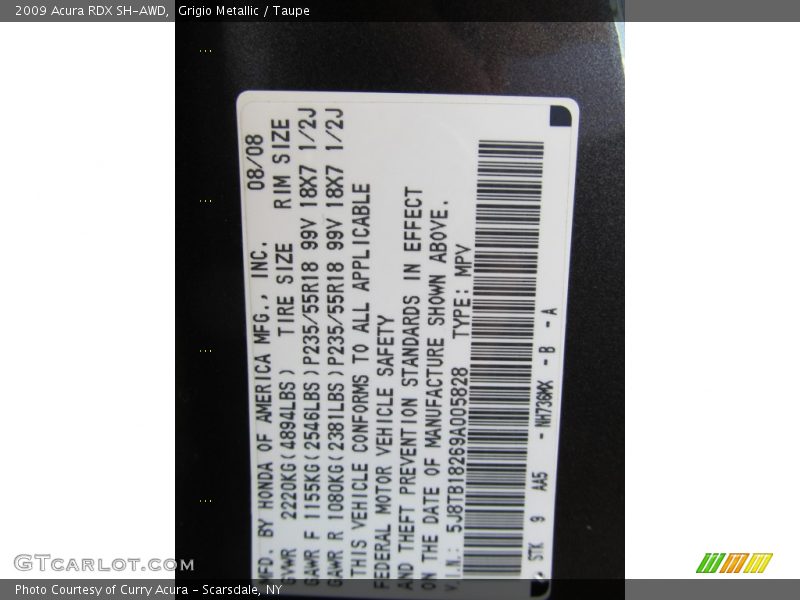 2009 Acura RDX SH-AWD, Grigio Metallic / Taupe
MFD. BY HONDA OF AMERICA MFG., INC. 08/08
GVWR 2220KG(4894LBS) TIRE SIZE RIM SIZE
GAWR F 1155KG(2546LBS)P235/55R18 99V 18X7 1/2J
GAWR R 1080KG(2381LBS)P235/55R18 99V 18X7 1/2J
THIS VEHICLE CONFORMS TO ALL APPLICABLE
FEDERAL MOTOR VEHICLE SAFETY
AND THEFT PREVENTION STANDARDS IN EFFECT
ON THE DATE OF MANUFACTURE SHOWN ABOVE.
V.I.N.: 5J8TB18269A005828 TYPE: MPV
STK 9 AA5 - NH736MX - B - A
GTCarLot.com
Photo Courtesy of Curry Acura - Scarsdale, NY